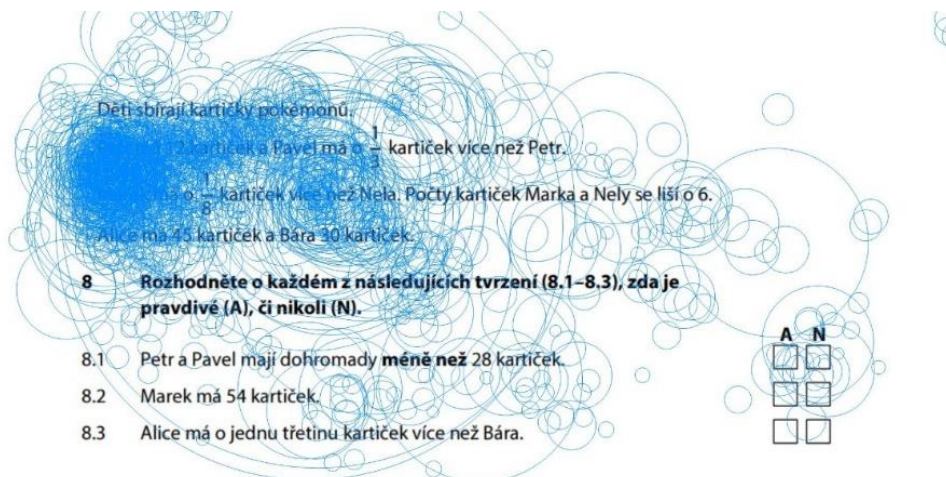 Děti sbírají kartičky pokémonů.
12 kartiček a Pavel má o 1/3 kartiček více než Petr.
má o 1/8 kartiček více než Nela. Počty kartiček Marka a Nely se liší o 6.
Alice má 45 kartiček a Bára 30 kartiček.
8 Rozhodněte o každém z následujících tvrzení (8.1–8.3), zda je
pravdivé (A), či nikoli (N).
A N
8.1 Petr a Pavel mají dohromady méně než 28 kartiček.
8.2 Marek má 54 kartiček.
8.3 Alice má o jednu třetinu kartiček více než Bára.